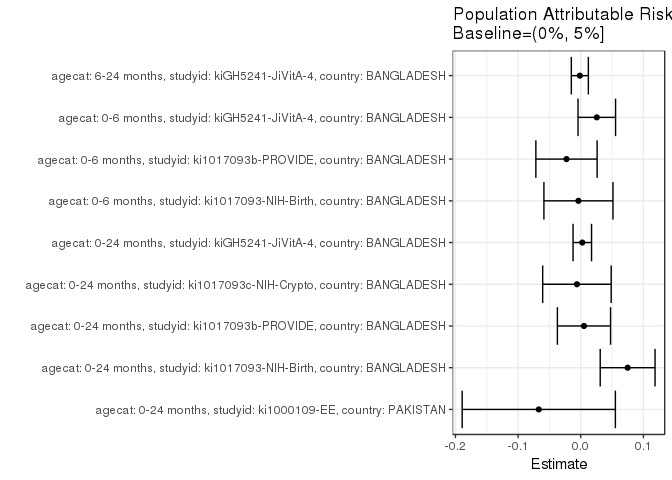 Population Attributable Risk
Baseline=(0%, 5%]
agecat: 6-24 months, studyid: kiGH5241-JiVitA-4, country: BANGLADESH
agecat: 0-6 months, studyid: kiGH5241-JiVitA-4, country: BANGLADESH
agecat: 0-6 months, studyid: ki1017093b-PROVIDE, country: BANGLADESH
agecat: 0-6 months, studyid: ki1017093-NIH-Birth, country: BANGLADESH
agecat: 0-24 months, studyid: kiGH5241-JiVitA-4, country: BANGLADESH
agecat: 0-24 months, studyid: ki1017093c-NIH-Crypto, country: BANGLADESH
agecat: 0-24 months, studyid: ki1017093b-PROVIDE, country: BANGLADESH
agecat: 0-24 months, studyid: ki1017093-NIH-Birth, country: BANGLADESH
agecat: 0-24 months, studyid: ki1000109-EE, country: PAKISTAN
-0.2 -0.1 0.0 0.1
Estimate